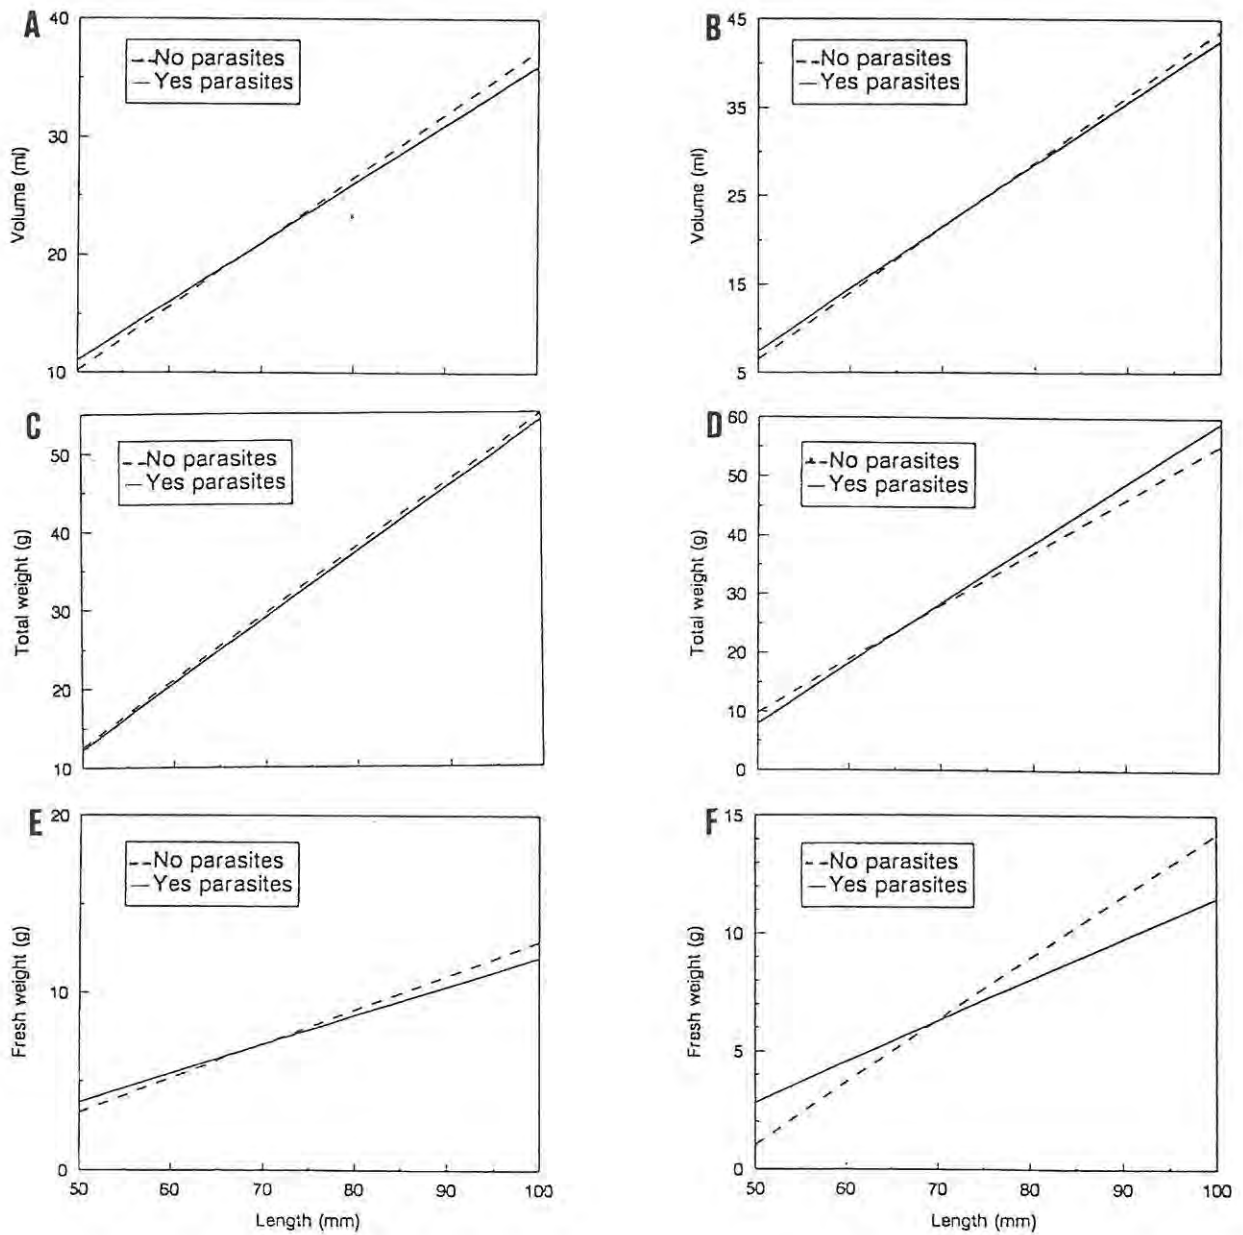 A
No parasites
Yes parasites
Volume (ml)
40
30
20
10
B
No parasites
Yes parasites
Volume (ml)
45
35
25
15
5
C
No parasites
Yes parasites
Total weight (g)
50
40
30
20
10
D
No parasites
Yes parasites
Total weight (g)
60
50
40
30
20
10
0
E
No parasites
Yes parasites
Fresh weight (g)
20
10
0
50 60 70 80 90 100
Length (mm)
F
No parasites
Yes parasites
Fresh weight (g)
15
10
5
0
50 60 70 80 90 100
Length (mm)